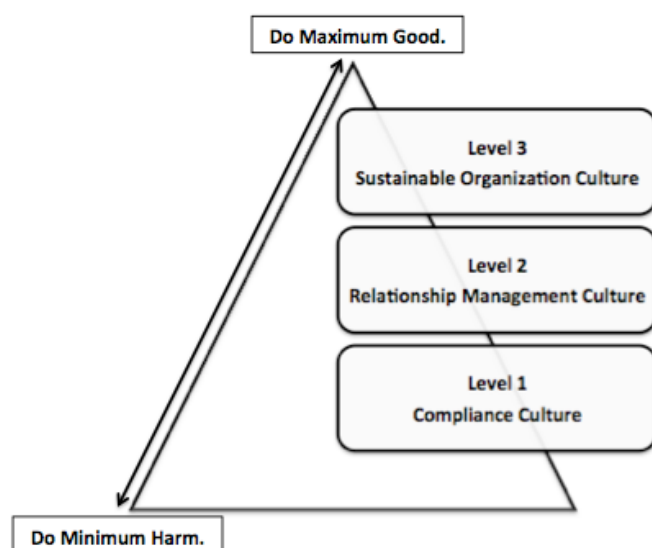 Do Maximum Good.
Level 3
Sustainable Organization Culture
Level 2
Relationship Management Culture
Level 1
Compliance Culture
Do Minimum Harm.